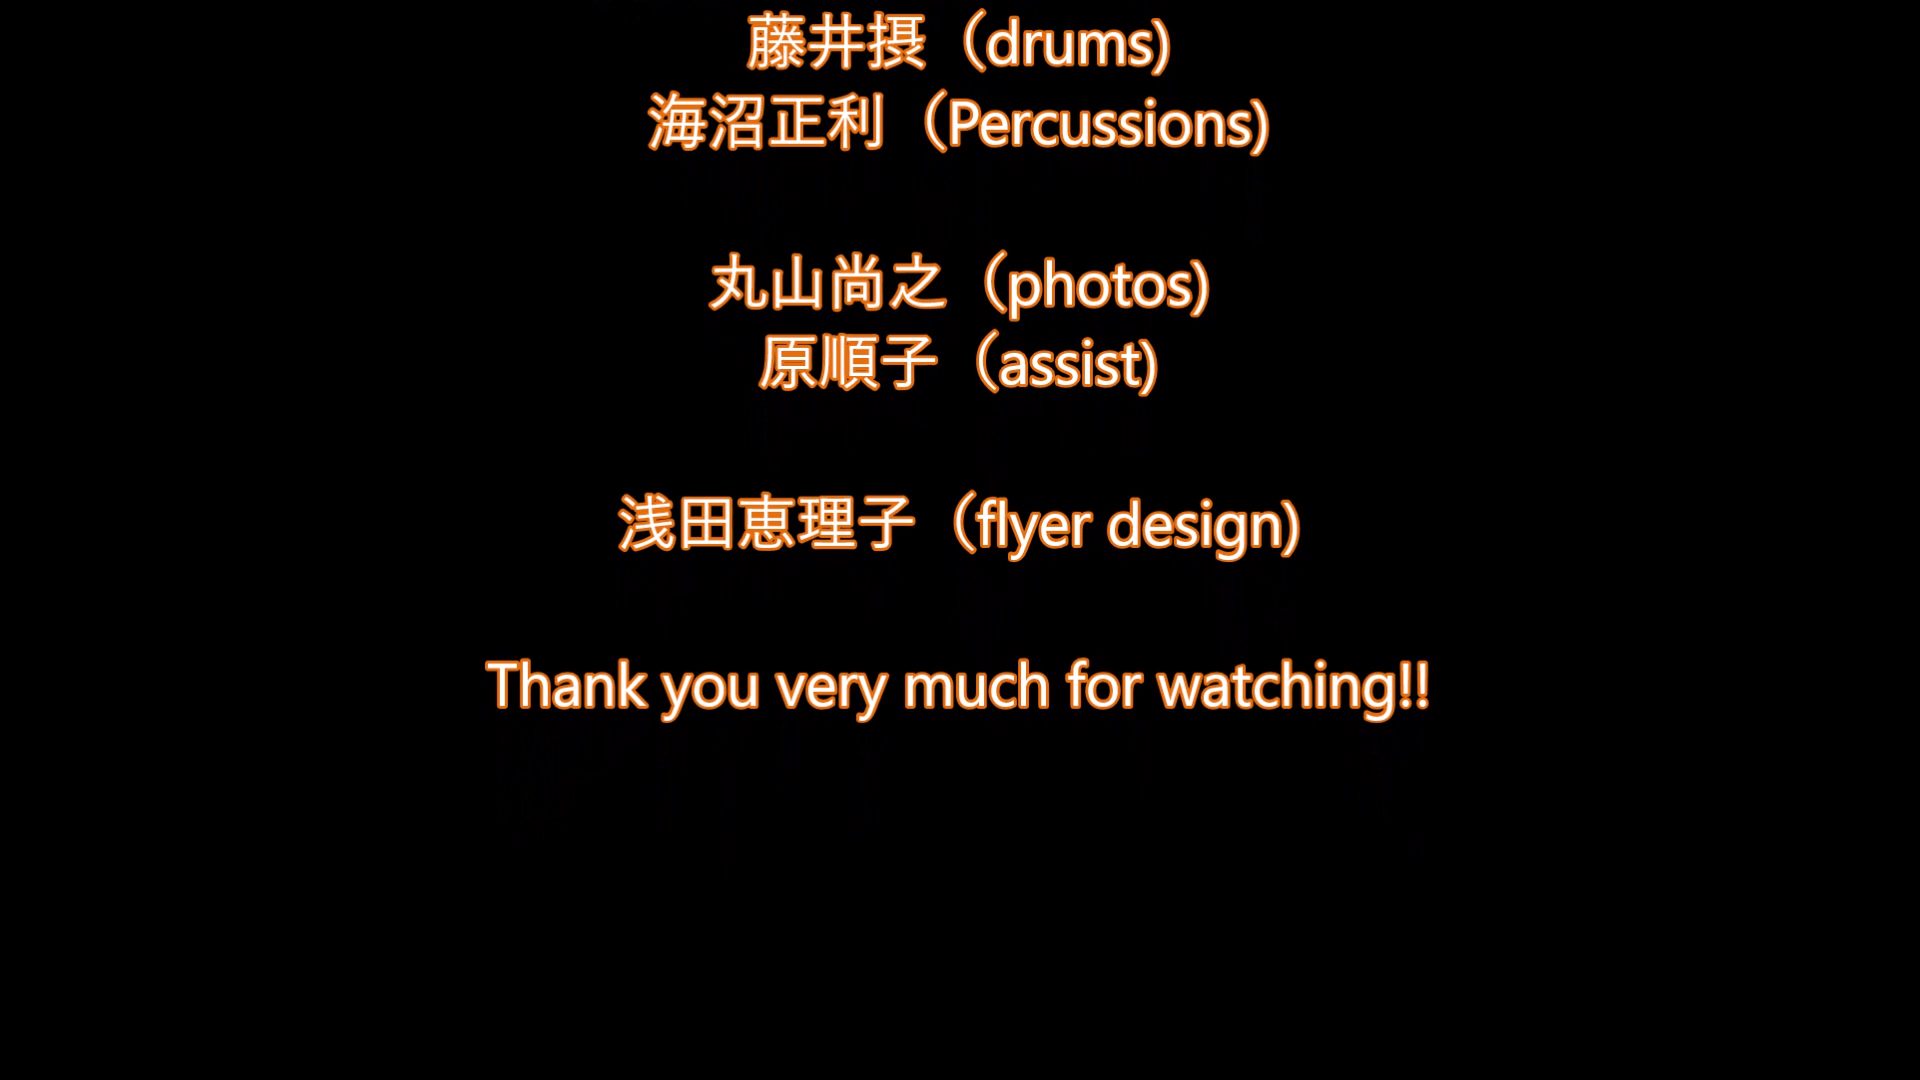 藤井摂（drums)
海沼正利（Percussions)
丸山尚之（photos)
原順子（assist)
浅田恵理子（flyer design)
Thank you very much for watching!!